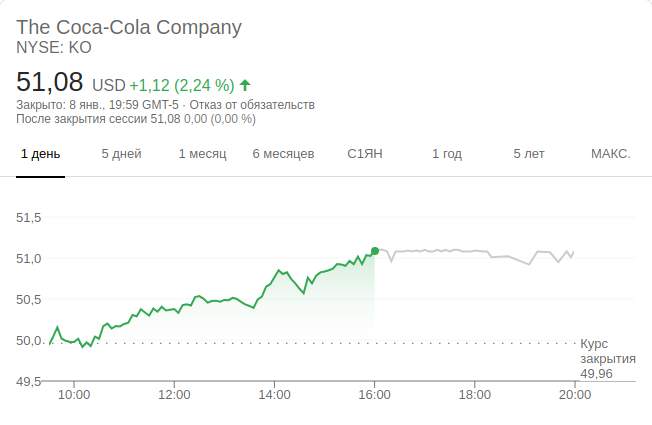 The Coca-Cola Company
NYSE: KO
51,08 USD +1,12 (2,24 %)
Закрыто: 8 янв., 19:59 GMT-5 · Отказ от обязательств
После закрытия сессии 51,08 0,00 (0,00 %)
1 день 5 дней 1 месяц 6 месяцев С1ЯН 1 год 5 лет МАКС.
51,5
51,0
50,5
50,0
Курс
закрытия
49,96
49,5
10:00 12:00 14:00 16:00 18:00 20:00